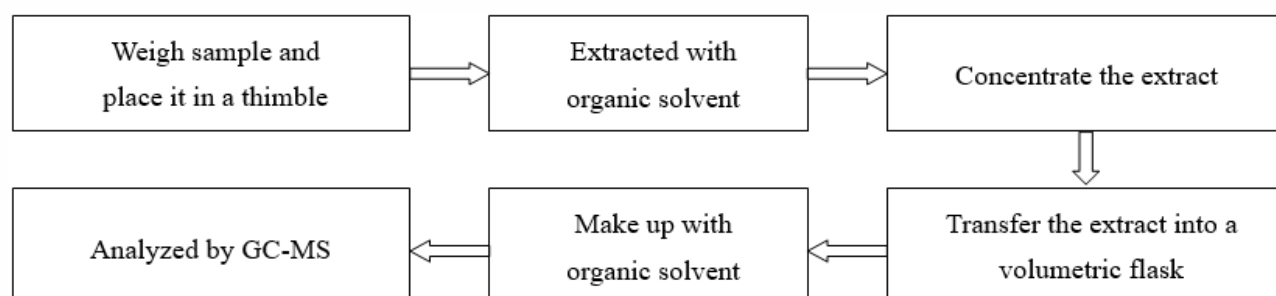 Weigh sample and
place it in a thimble
Extracted with
organic solvent
Concentrate the extract
Transfer the extract into a
volumetric flask
Make up with
organic solvent
Analyzed by GC-MS